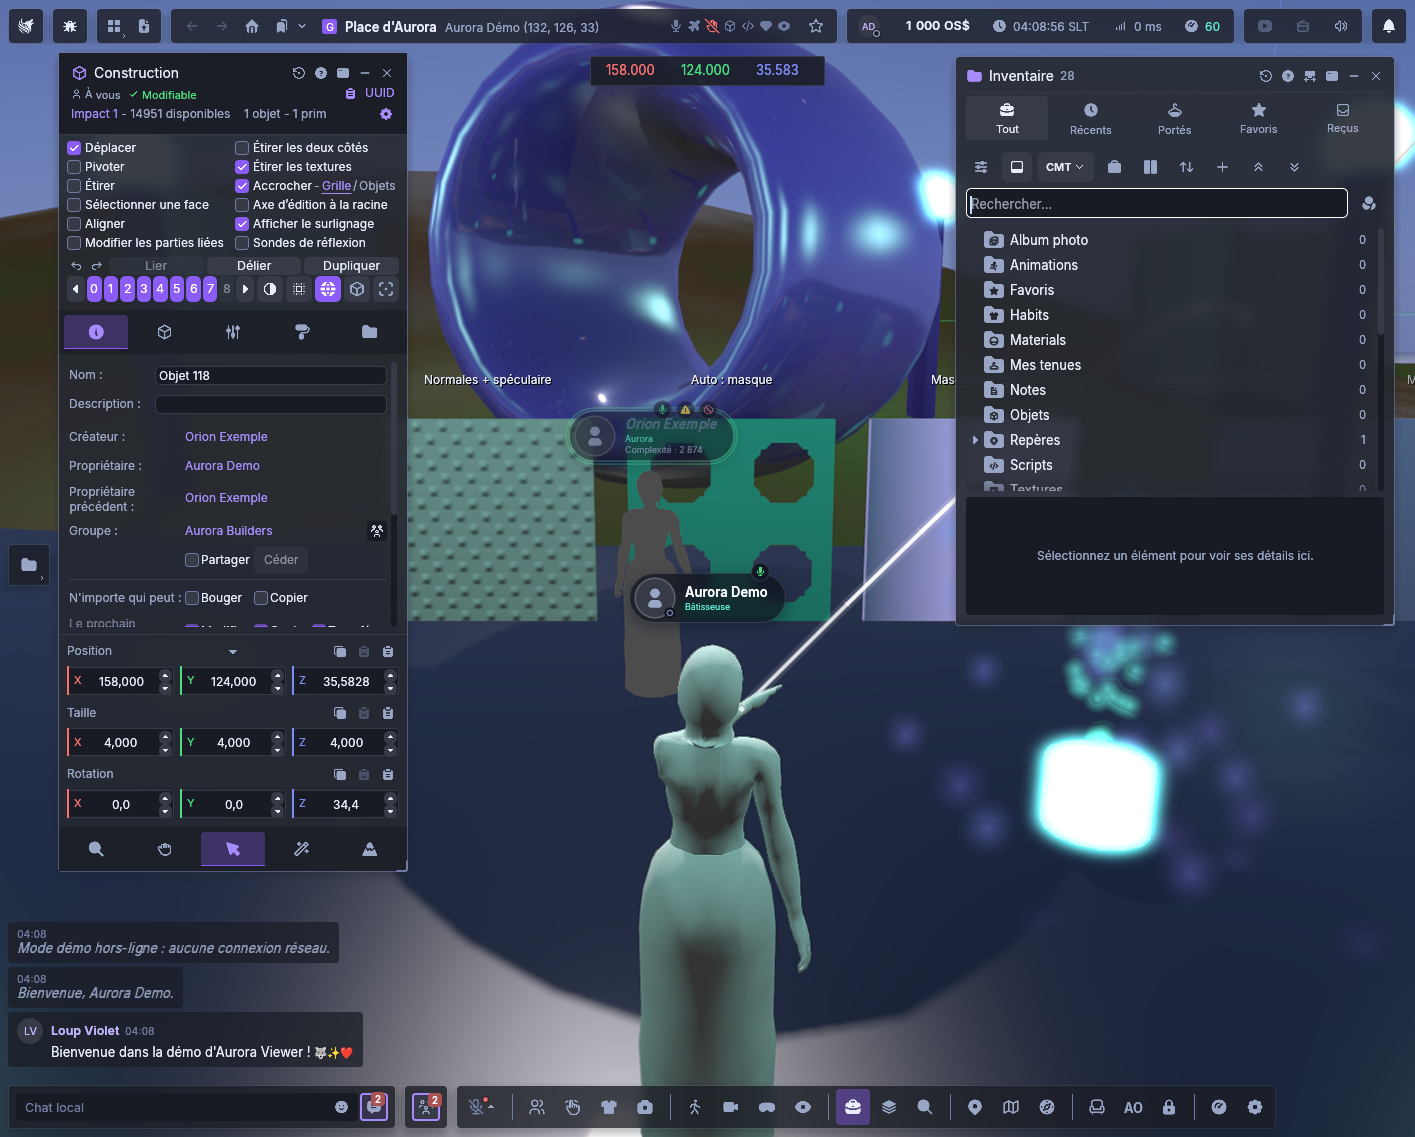 G Place d'Aurora Aurora Démo (132, 126, 33)
AD 1 000 OS$ 04:08:56 SLT 0 ms 60
158.000 124.000 35.583
Construction
À vous Modifiable UUID
Impact 1 - 14951 disponibles 1 objet - 1 prim
Déplacer Étirer les deux côtés
Pivoter Étirer les textures
Étirer Accrocher - Grille / Objets
Sélectionner une face Axe d'édition à la racine
Aligner Afficher le surlignage
Modifier les parties liées Sondes de réflexion
Lier Délier Dupliquer
0 1 2 3 4 5 6 7 8
Nom : Objet 118
Description :
Créateur : Orion Exemple
Propriétaire : Aurora Demo
Propriétaire
précédent : Orion Exemple
Groupe : Aurora Builders
Partager Céder
N'importe qui peut : Bouger Copier
Le prochain
Position
X 158,000 Y 124,000 Z 35,5828
Taille
X 4,000 Y 4,000 Z 4,000
Rotation
X 0,0 Y 0,0 Z 34,4
Inventaire 28
Tout Récents Portés Favoris Reçus
CMT
Rechercher...
Album photo 0
Animations 0
Favoris 0
Habits 0
Materials 0
Mes tenues 0
Notes 0
Objets 0
Repères 1
Scripts 0
Textures 0
Sélectionnez un élément pour voir ses détails ici.
Normales + spéculaire
Auto : masque
Mas
M
Orion Exemple
Aurora
Complexité : 2 874
Aurora Demo
Bâtisseuse
04:08
Mode démo hors-ligne : aucune connexion réseau.
04:08
Bienvenue, Aurora Demo.
LV Loup Violet 04:08
Bienvenue dans la démo d'Aurora Viewer ! 🐺✨❤️
Chat local 2 2 AO